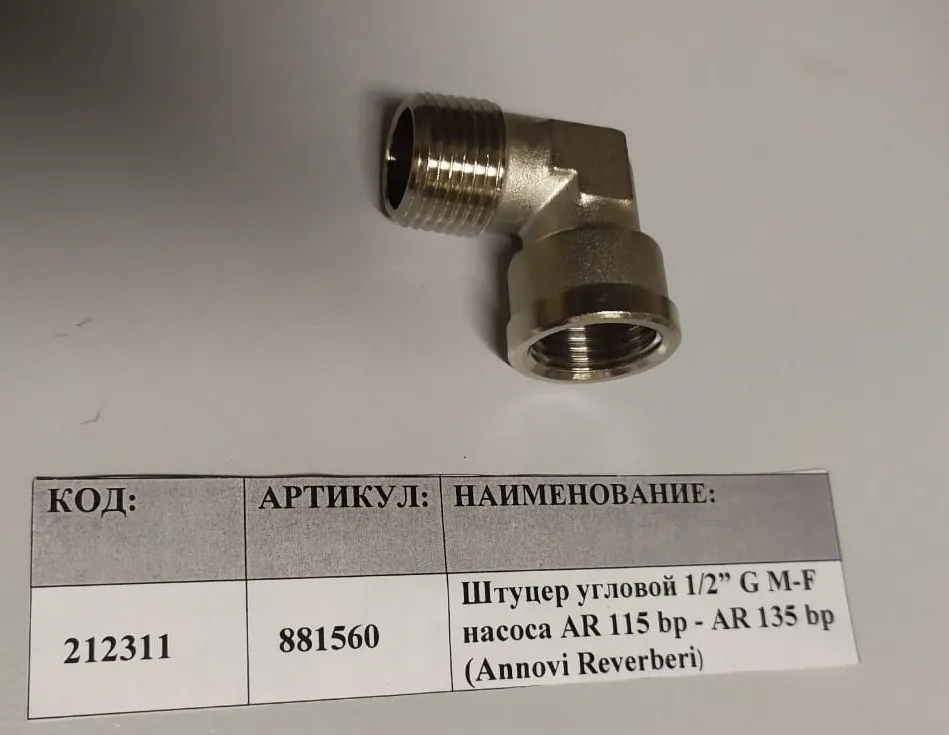 КОД: АРТИКУЛ: НАИМЕНОВАНИЕ:
212311 881560 Штуцер угловой 1/2” G M-F
насоса AR 115 bp - AR 135 bp
(Annovi Reverberi)